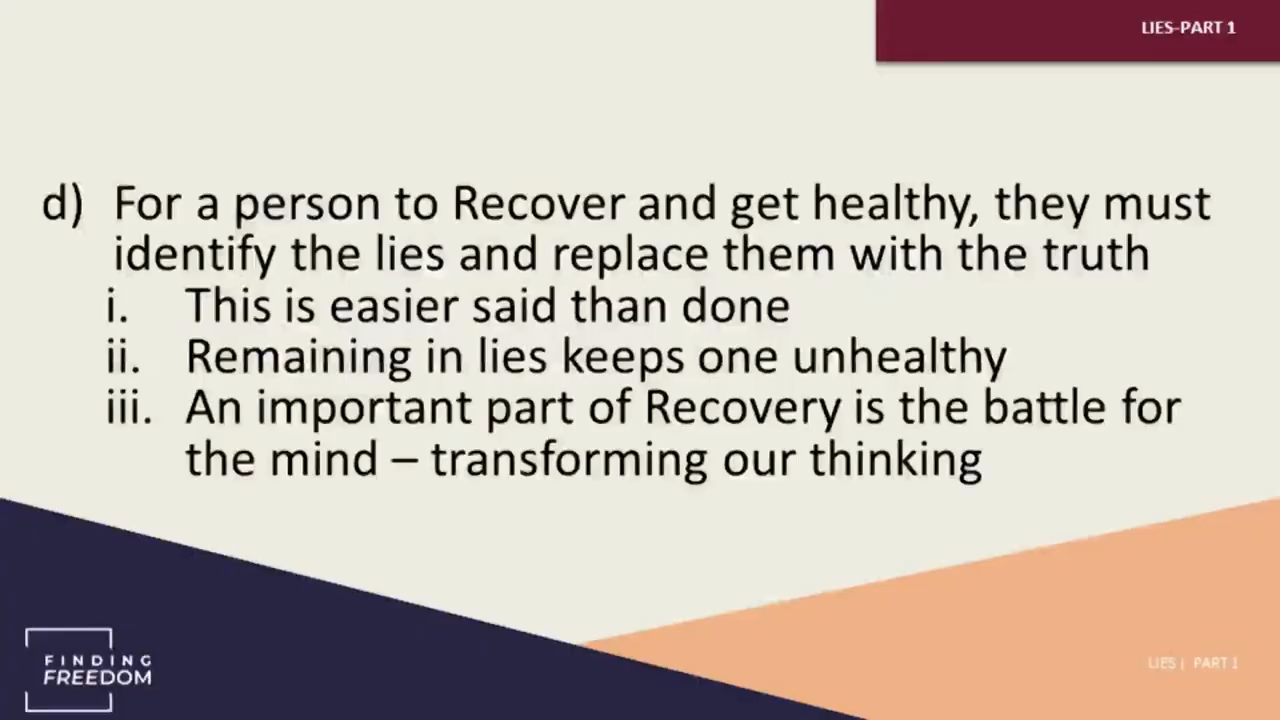 LIES-PART 1
d) For a person to Recover and get healthy, they must
identify the lies and replace them with the truth
i. This is easier said than done
ii. Remaining in lies keeps one unhealthy
iii. An important part of Recovery is the battle for
the mind – transforming our thinking
FINDING
FREEDOM
LIES | PART 1